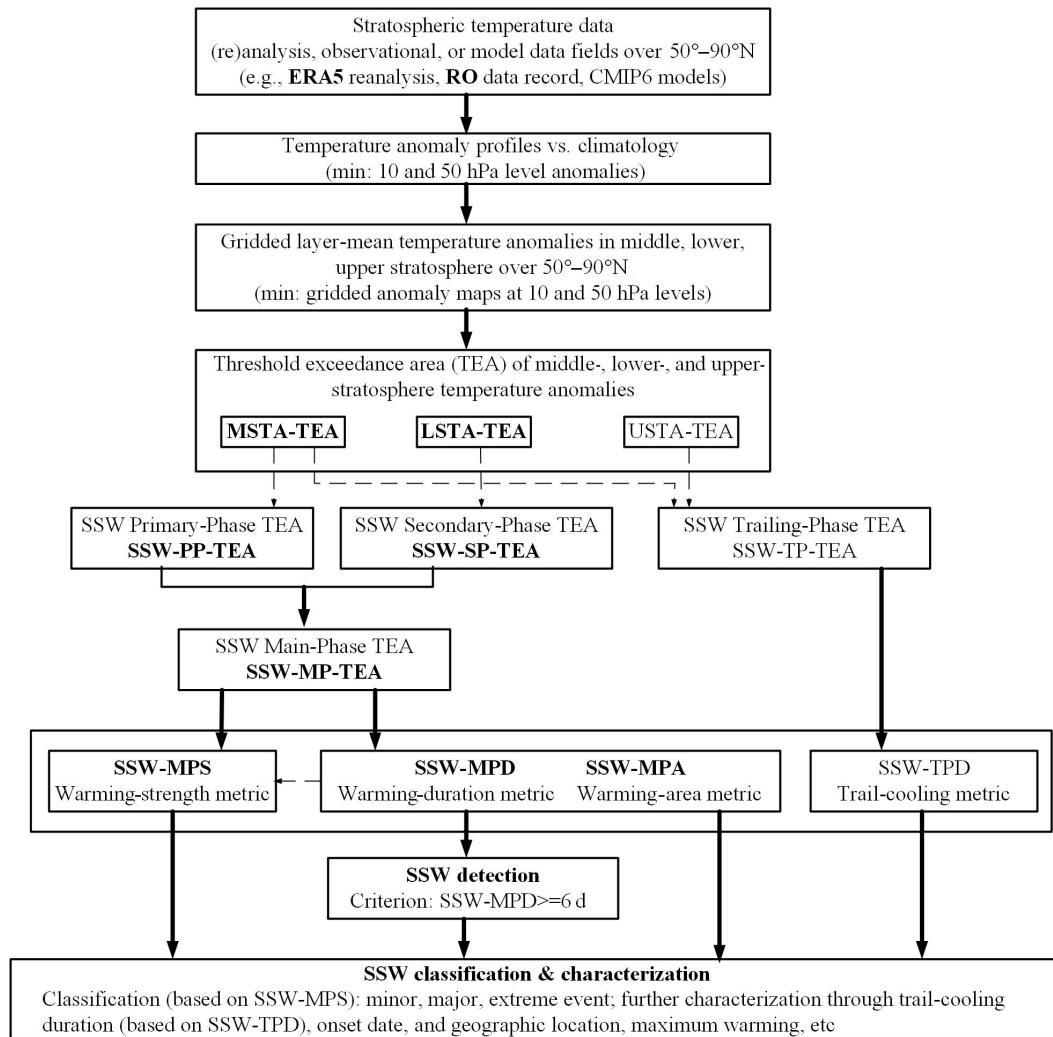 Stratospheric temperature data
(re)analysis, observational, or model data fields over 50°–90°N
(e.g., ERA5 reanalysis, RO data record, CMIP6 models)
Temperature anomaly profiles vs. climatology
(min: 10 and 50 hPa level anomalies)
Gridded layer-mean temperature anomalies in middle, lower,
upper stratosphere over 50°–90°N
(min: gridded anomaly maps at 10 and 50 hPa levels)
Threshold exceedance area (TEA) of middle-, lower-, and upper-
stratosphere temperature anomalies
MSTA-TEA
LSTA-TEA
USTA-TEA
SSW Primary-Phase TEA
SSW-PP-TEA
SSW Secondary-Phase TEA
SSW-SP-TEA
SSW Trailing-Phase TEA
SSW-TP-TEA
SSW Main-Phase TEA
SSW-MP-TEA
SSW-MPS
Warming-strength metric
SSW-MPD
Warming-duration metric
SSW-MPA
Warming-area metric
SSW-TPD
Trail-cooling metric
SSW detection
Criterion: SSW-MPD>=6 d
SSW classification & characterization
Classification (based on SSW-MPS): minor, major, extreme event; further characterization through trail-cooling
duration (based on SSW-TPD), onset date, and geographic location, maximum warming, etc